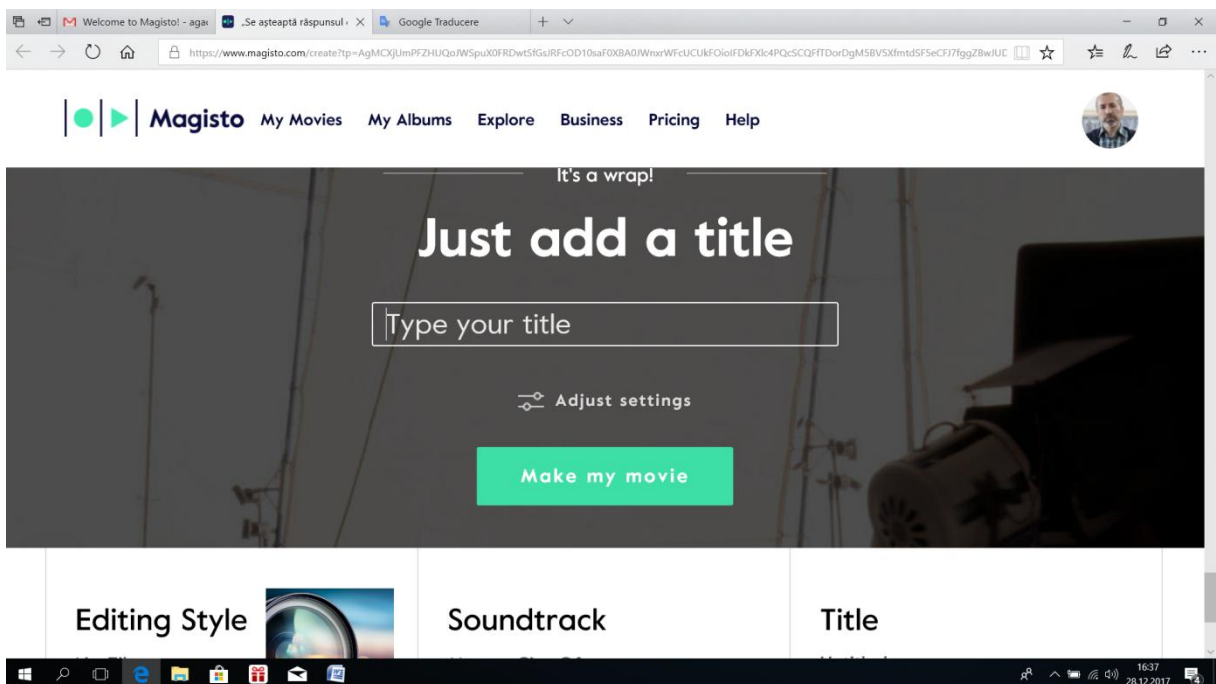 Welcome to Magisto! - agac
„Se așteaptă răspunsul
Google Traducere
Magisto My Movies My Albums Explore Business Pricing Help
It's a wrap!
Just add a title
Type your title
Adjust settings
Make my movie
Editing Style
Soundtrack
Title
16:37
28.12.2017